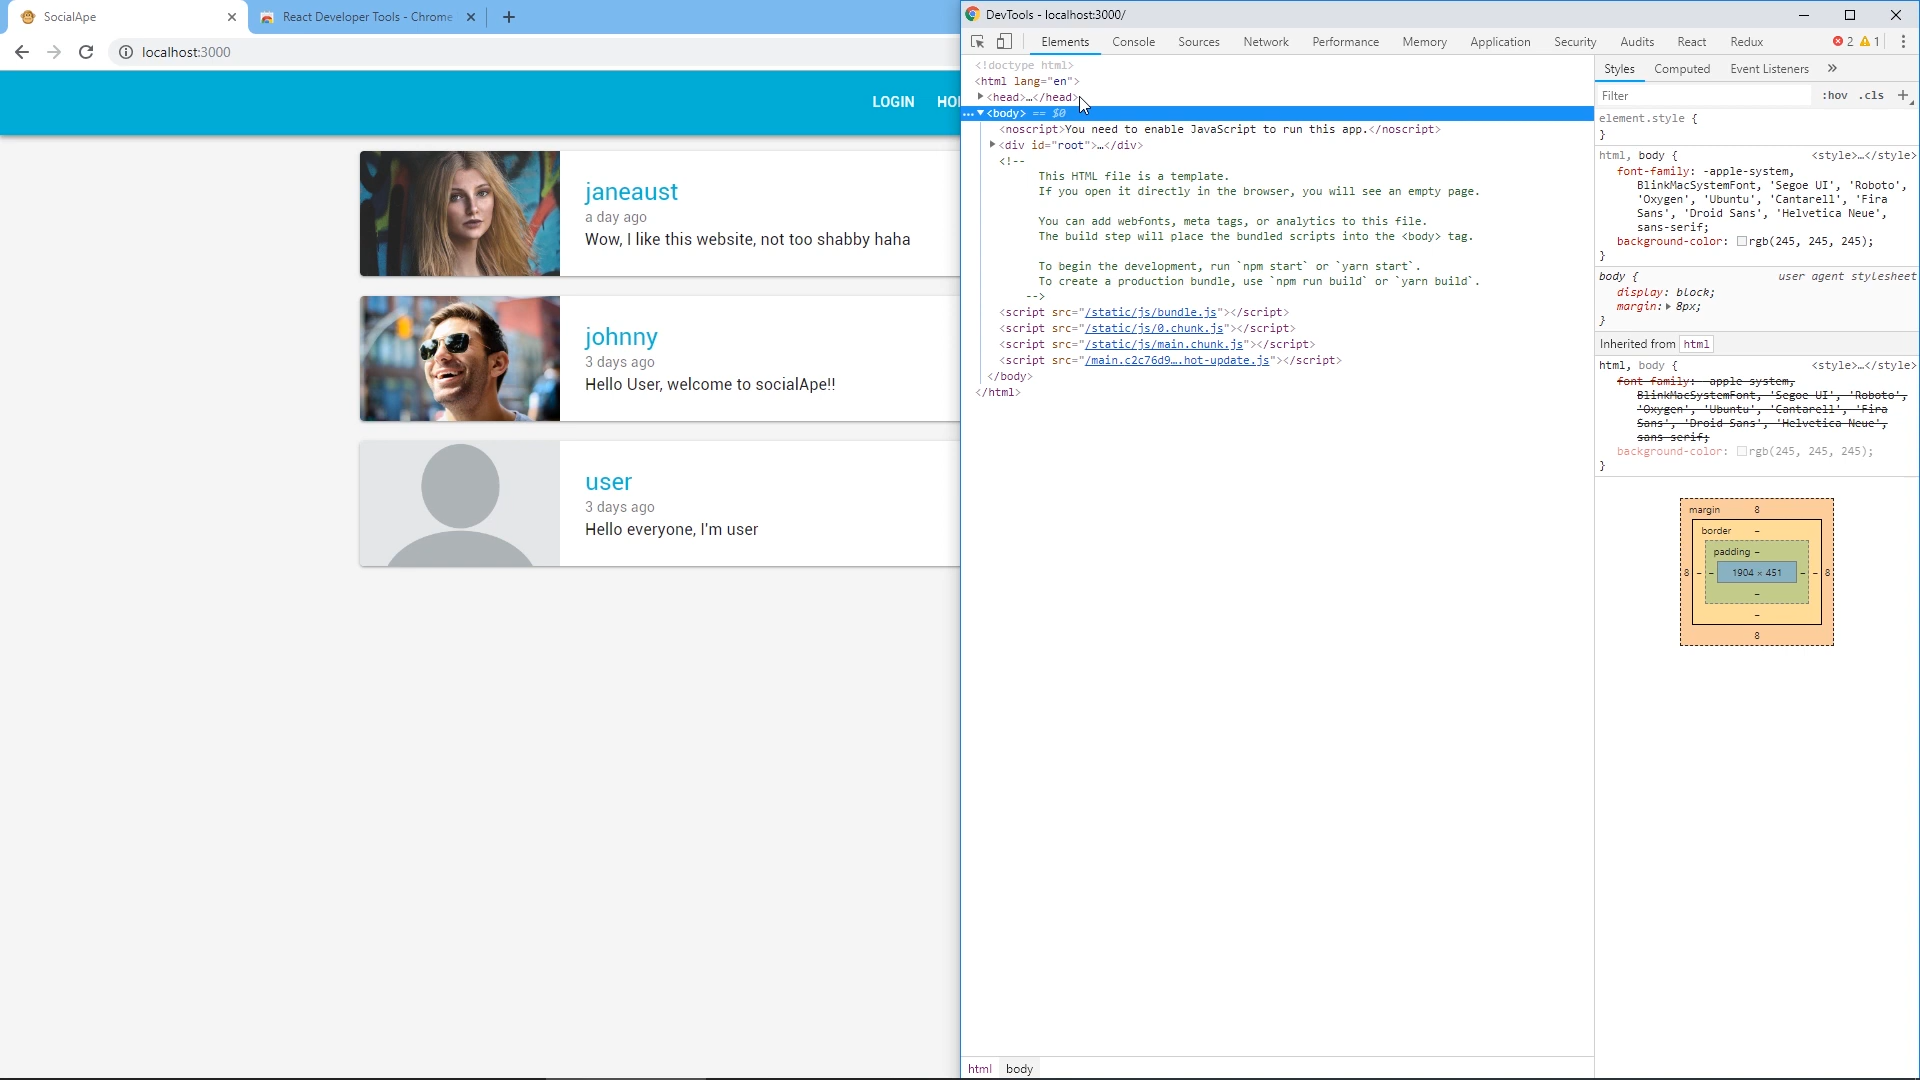 SocialApe
React Developer Tools - Chrome
localhost:3000
LOGIN
janeaust
a day ago
Wow, I like this website, not too shabby haha
johnny
3 days ago
Hello User, welcome to socialApe!!
user
3 days ago
Hello everyone, I'm user
DevTools - localhost:3000/
Elements Console Sources Network Performance Memory Application Security Audits React Redux 2 1
<!doctype html>
<html lang="en">
<head>…</head>
… <body> == $0
<noscript>You need to enable JavaScript to run this app.</noscript>
<div id="root">…</div>
<!--
This HTML file is a template.
If you open it directly in the browser, you will see an empty page.
You can add webfonts, meta tags, or analytics to this file.
The build step will place the bundled scripts into the <body> tag.
To begin the development, run `npm start` or `yarn start`.
To create a production bundle, use `npm run build` or `yarn build`.
-->
<script src="/static/js/bundle.js"></script>
<script src="/static/js/0.chunk.js"></script>
<script src="/static/js/main.chunk.js"></script>
<script src="/main.c2c76d9….hot-update.js"></script>
</body>
</html>
html body
Styles Computed Event Listeners »
Filter :hov .cls +
element.style {
}
html, body { <style>…</style>
font-family: -apple-system,
BlinkMacSystemFont, 'Segoe UI', 'Roboto',
'Oxygen', 'Ubuntu', 'Cantarell', 'Fira
Sans', 'Droid Sans', 'Helvetica Neue',
sans-serif;
background-color: rgb(245, 245, 245);
}
body { user agent stylesheet
display: block;
margin: 8px;
}
Inherited from html
html, body { <style>…</style>
font-family: -apple-system,
BlinkMacSystemFont, 'Segoe UI', 'Roboto',
'Oxygen', 'Ubuntu', 'Cantarell', 'Fira
Sans', 'Droid Sans', 'Helvetica Neue',
sans-serif;
background-color: rgb(245, 245, 245);
}
margin 8
border –
padding –
8 – – 1904 × 451 – – 8
–
–
8